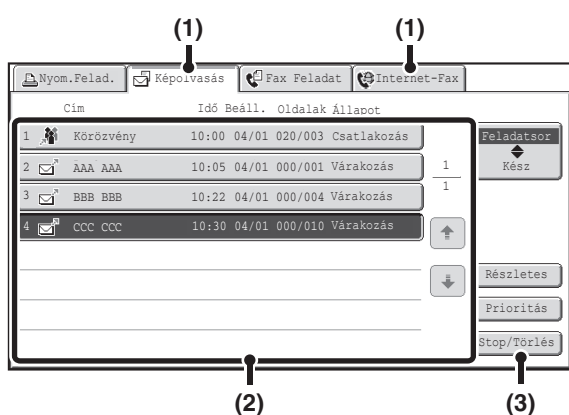 (1) (1)
Nyom.Felad. Képolvasás Fax Feladat Internet-Fax
Cím Idő Beáll. Oldalak Állapot
1 Körözvény 10:00 04/01 020/003 Csatlakozás
2 AAA AAA 10:05 04/01 000/001 Várakozás
3 BBB BBB 10:22 04/01 000/004 Várakozás
4 CCC CCC 10:30 04/01 000/010 Várakozás
1
1
Feladatsor
Kész
Részletes
Prioritás
Stop/Törlés
(2) (3)